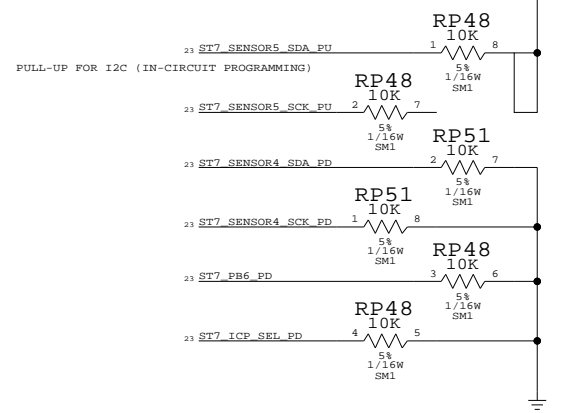 RP48
10K
23 ST7_SENSOR5_SDA_PU 1 8
5%
1/16W
SM1
PULL-UP FOR I2C (IN-CIRCUIT PROGRAMMING)
RP48
10K
23 ST7_SENSOR5_SCK_PU 2 7
5%
1/16W
SM1
RP51
10K
23 ST7_SENSOR4_SDA_PD 2 7
5%
1/16W
SM1
RP51
10K
23 ST7_SENSOR4_SCK_PD 1 8
5%
1/16W
SM1
RP48
10K
23 ST7_PB6_PD 3 6
5%
1/16W
SM1
RP48
10K
23 ST7_ICP_SEL_PD 4 5
5%
1/16W
SM1